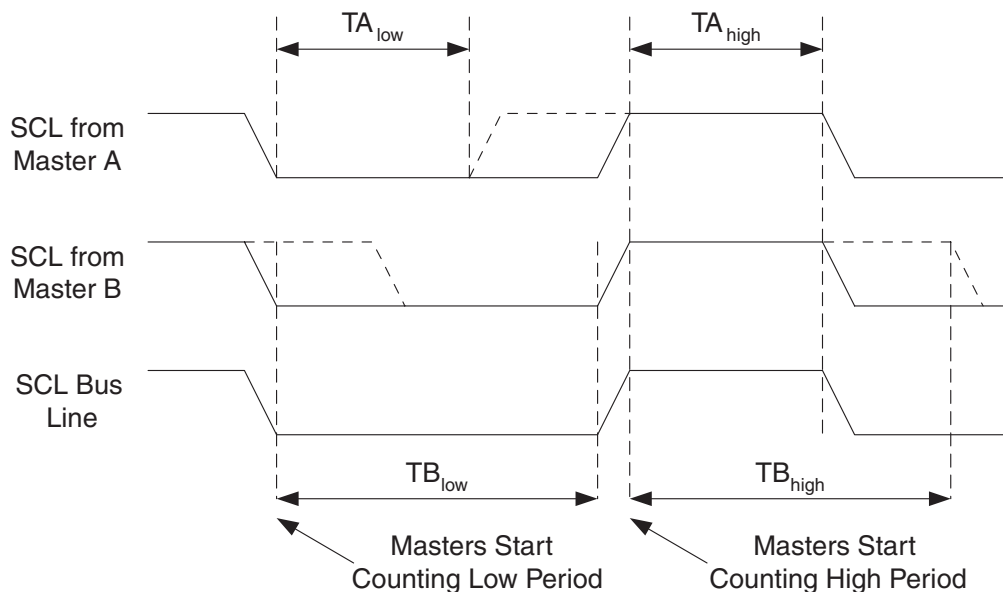 TA low
TA high
SCL from
Master A
SCL from
Master B
SCL Bus
Line
TB low
TB high
Masters Start
Counting Low Period
Masters Start
Counting High Period